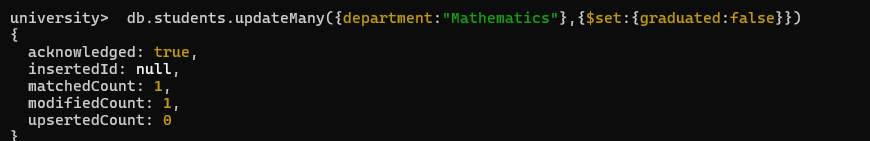 university>  db.students.updateMany({department:"Mathematics"},{$set:{graduated:false}})
{
  acknowledged: true,
  insertedId: null,
  matchedCount: 1,
  modifiedCount: 1,
  upsertedCount: 0
}